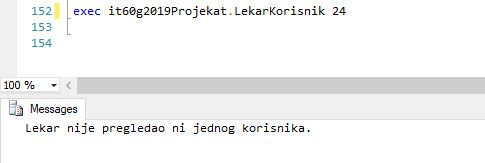 152 exec it60g2019Projekat.LekarKorisnik 24
153
154
100 %
Messages
Lekar nije pregledao ni jednog korisnika.